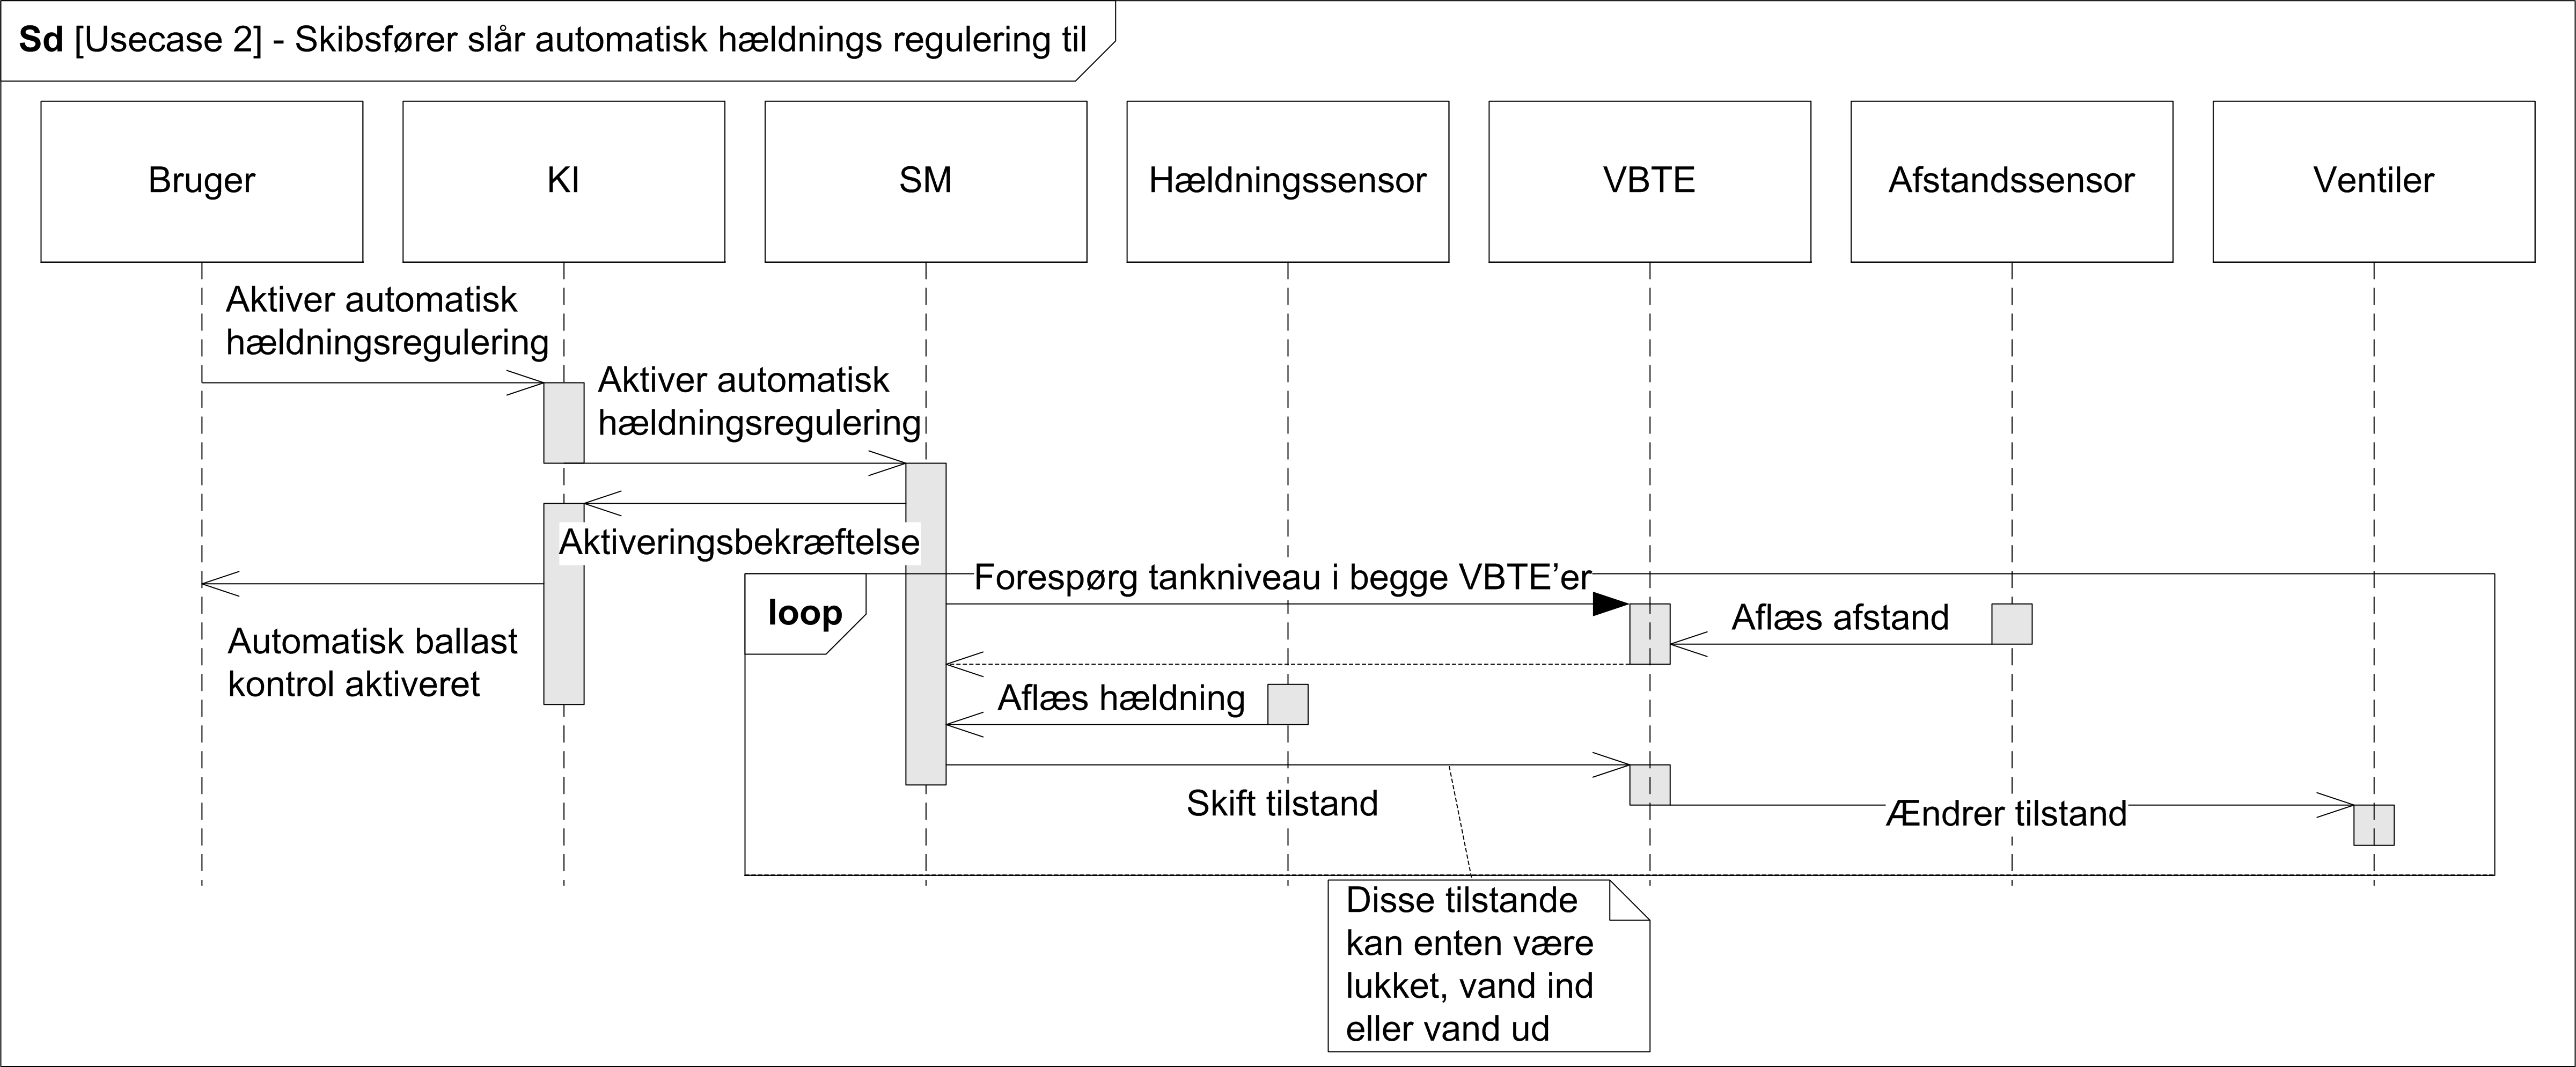 Sd [Usecase 2] - Skibsfører slår automatisk hældnings regulering til
Bruger
KI
SM
Hældningssensor
VBTE
Afstandssensor
Ventiler
Aktiver automatisk
hældningsregulering
Aktiver automatisk
hældningsregulering
Aktiveringsbekræftelse
Automatisk ballast
kontrol aktiveret
loop
Forespørg tankniveau i begge VBTE’er
Aflæs afstand
Aflæs hældning
Skift tilstand
Ændrer tilstand
Disse tilstande
kan enten være
lukket, vand ind
eller vand ud